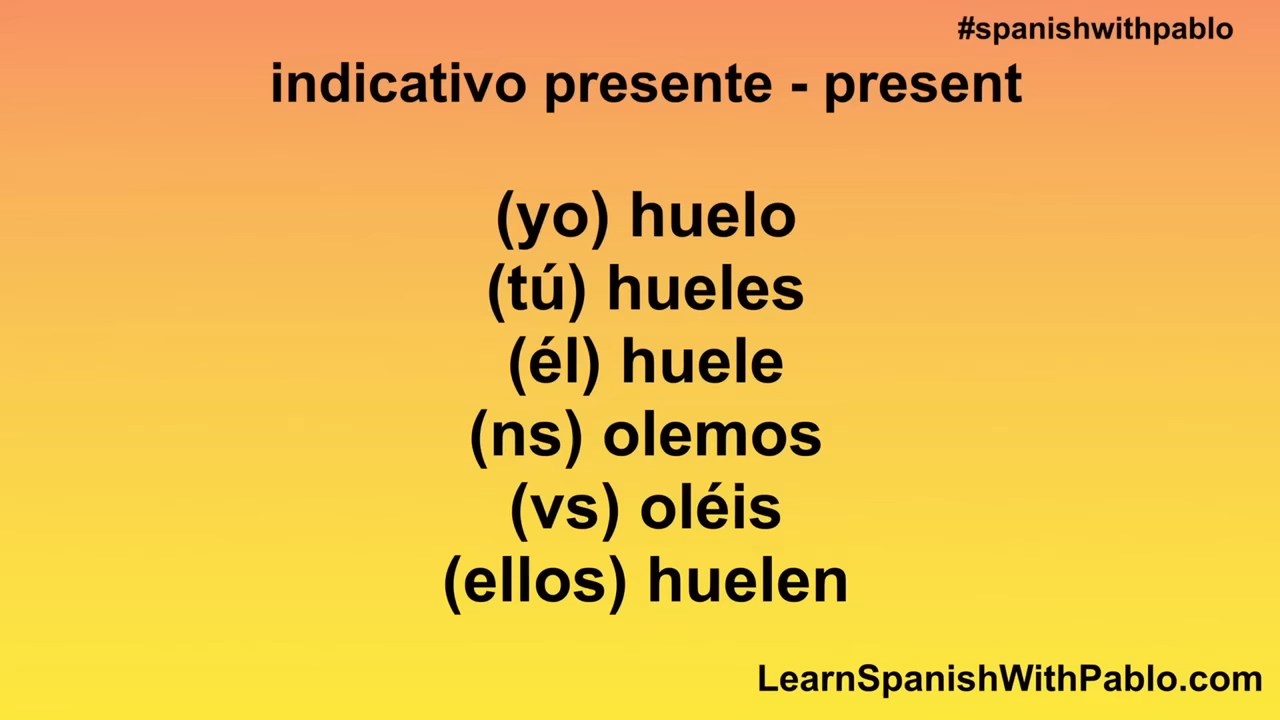 #spanishwithpablo
indicativo presente - present
(yo) huelo
(tú) hueles
(él) huele
(ns) olemos
(vs) oléis
(ellos) huelen
LearnSpanishWithPablo.com